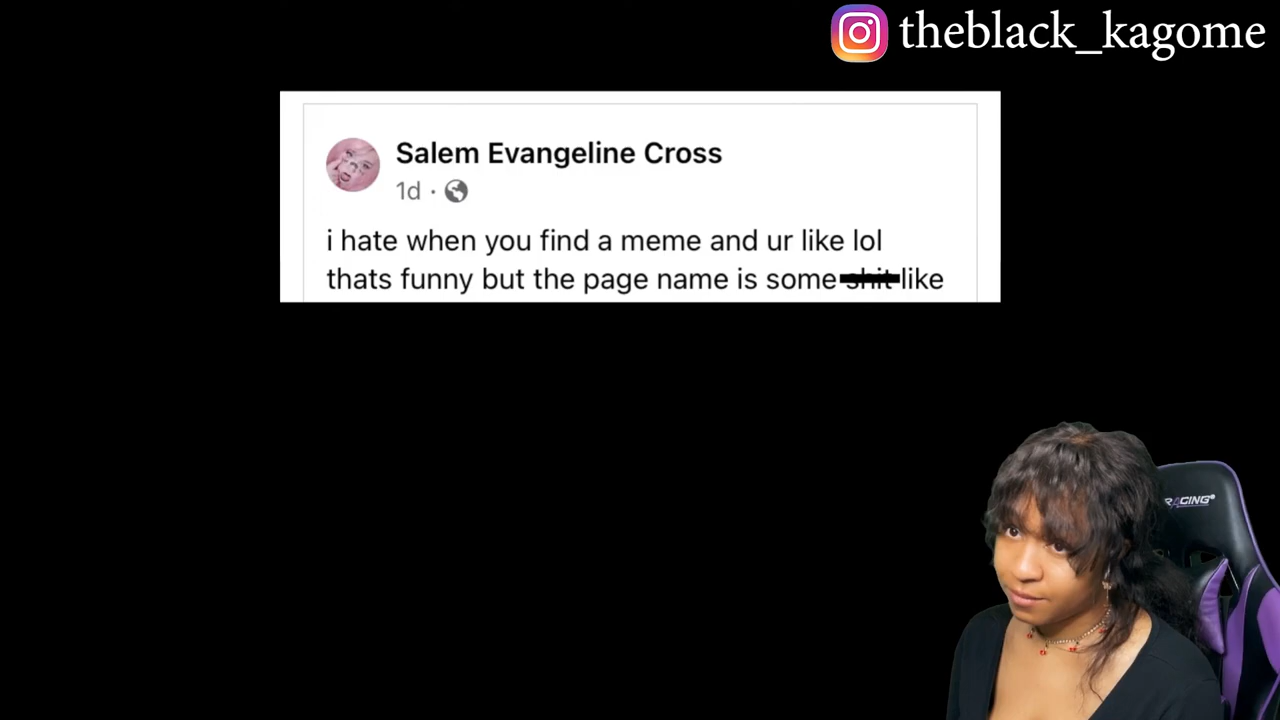 theblack_kagome
Salem Evangeline Cross
1d ·
i hate when you find a meme and ur like lol
thats funny but the page name is some shit like
RACING®